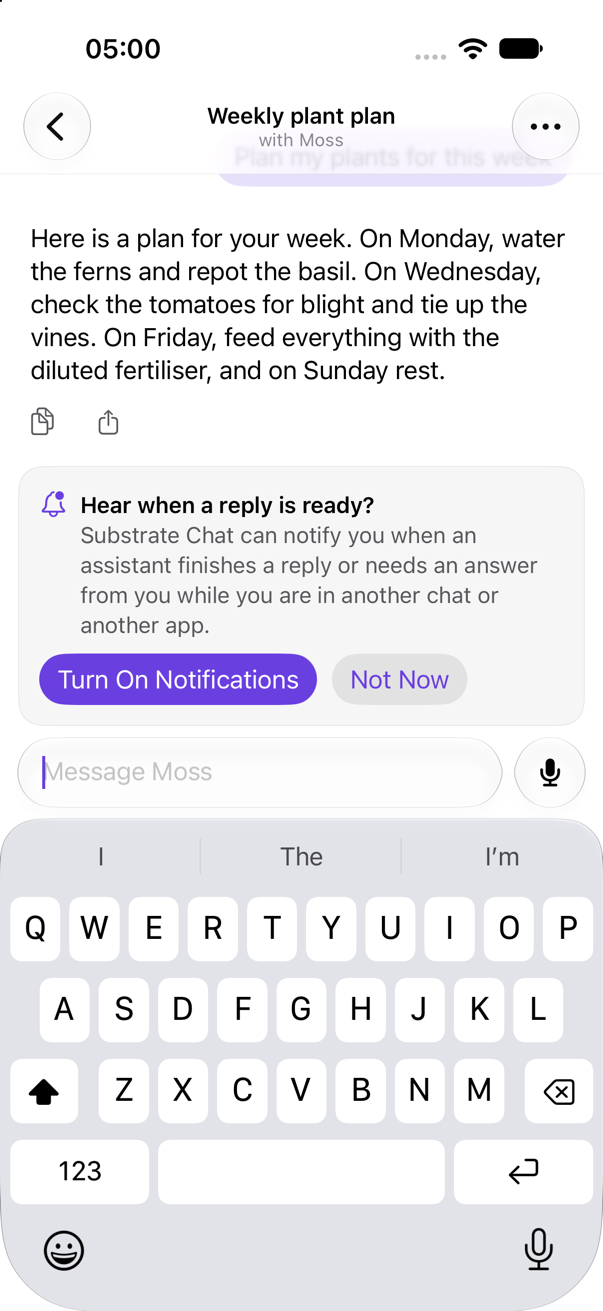 05:00
Weekly plant plan
with Moss
Plan my plants for this week
Here is a plan for your week. On Monday, water
the ferns and repot the basil. On Wednesday,
check the tomatoes for blight and tie up the
vines. On Friday, feed everything with the
diluted fertiliser, and on Sunday rest.
Hear when a reply is ready?
Substrate Chat can notify you when an
assistant finishes a reply or needs an answer
from you while you are in another chat or
another app.
Turn On Notifications Not Now
Message Moss
I The I’m
Q W E R T Y U I O P
A S D F G H J K L
Z X C V B N M
123